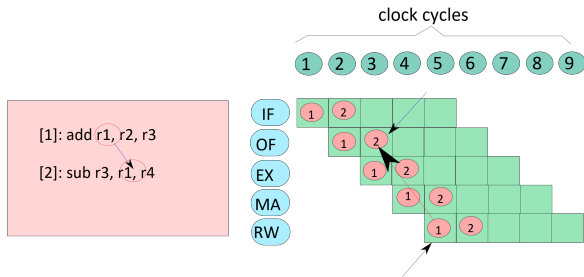 clock cycles
1 2 3 4 5 6 7 8 9
[1]: add r1, r2, r3
[2]: sub r3, r1, r4
IF 1 2
OF 1 2
EX 1 2
MA 1 2
RW 1 2